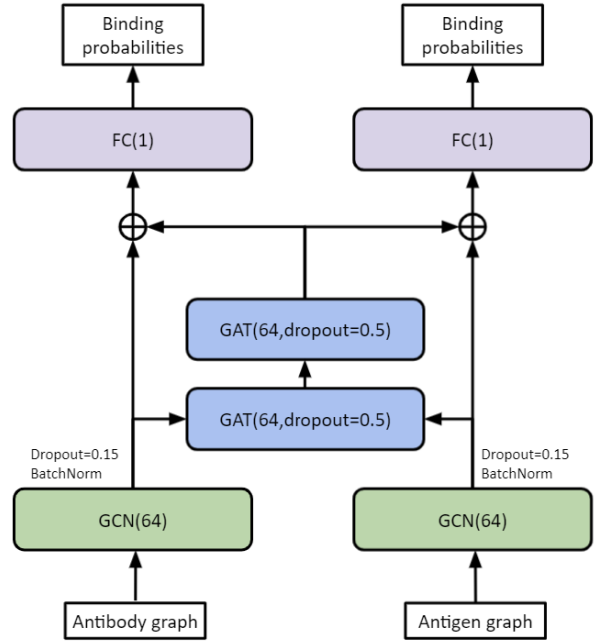 Binding
probabilities
Binding
probabilities
FC(1)
FC(1)
GAT(64,dropout=0.5)
GAT(64,dropout=0.5)
Dropout=0.15
BatchNorm
Dropout=0.15
BatchNorm
GCN(64)
GCN(64)
Antibody graph
Antigen graph